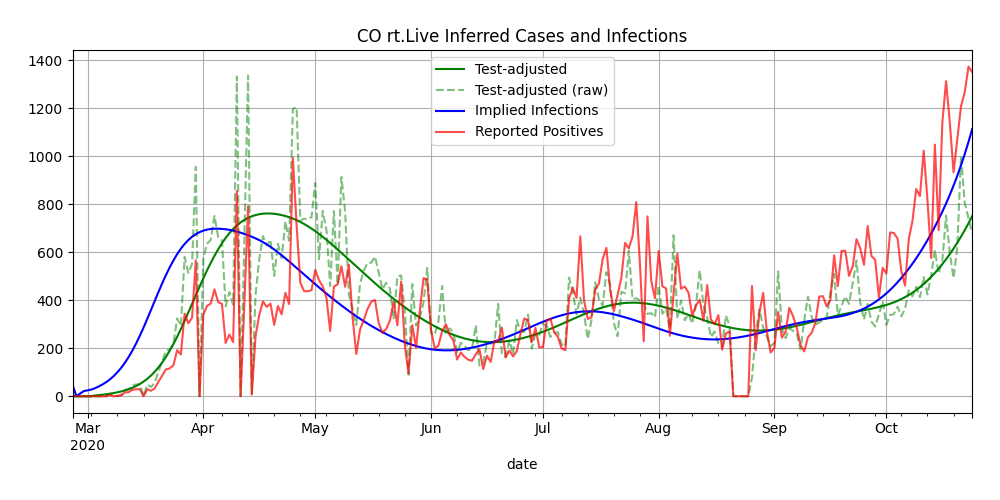 CO rt.Live Inferred Cases and Infections
Test-adjusted
Test-adjusted (raw)
Implied Infections
Reported Positives
1400
1200
1000
800
600
400
200
0
Mar Apr May Jun Jul Aug Sep Oct
2020
date